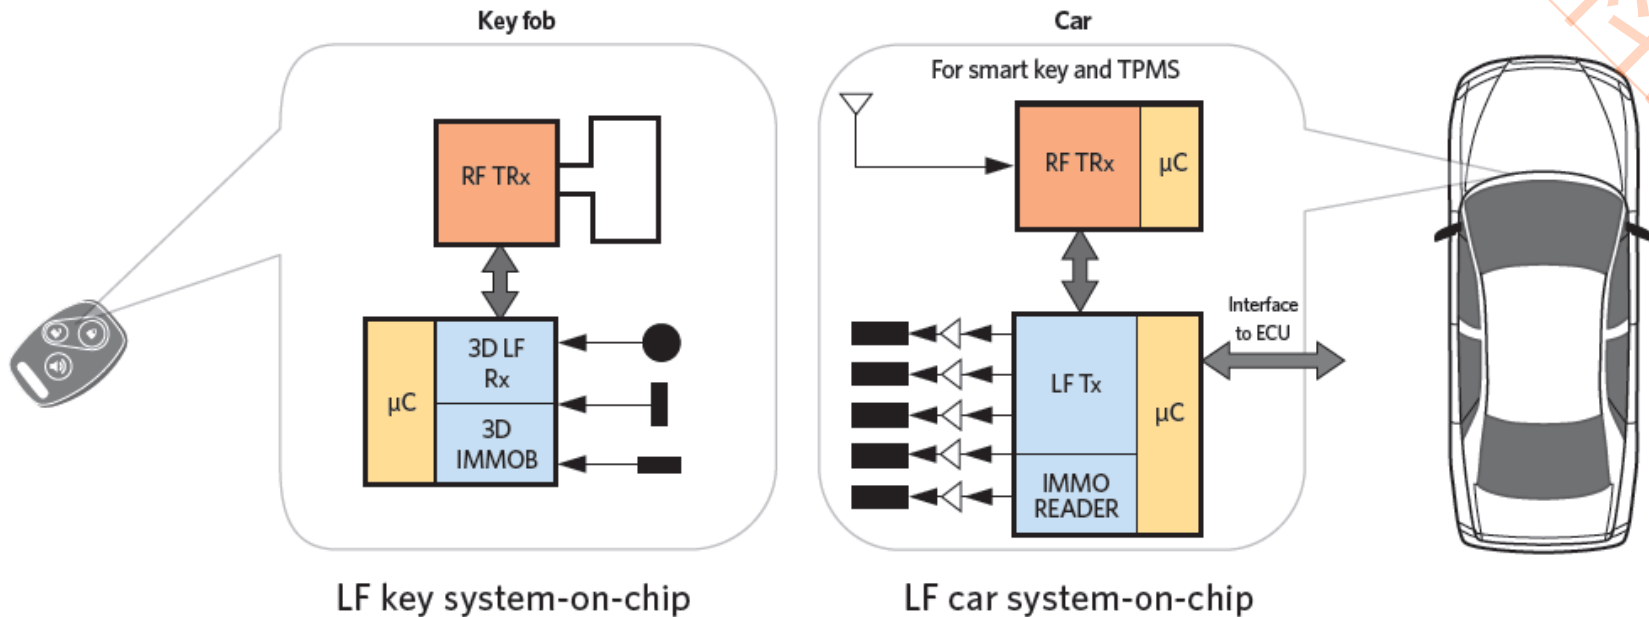 Key fob
RF TRx
μC
3D LF
Rx
3D
IMMOB
LF key system-on-chip
Car
For smart key and TPMS
RF TRx
μC
LF Tx
IMMO
READER
μC
Interface
to ECU
LF car system-on-chip